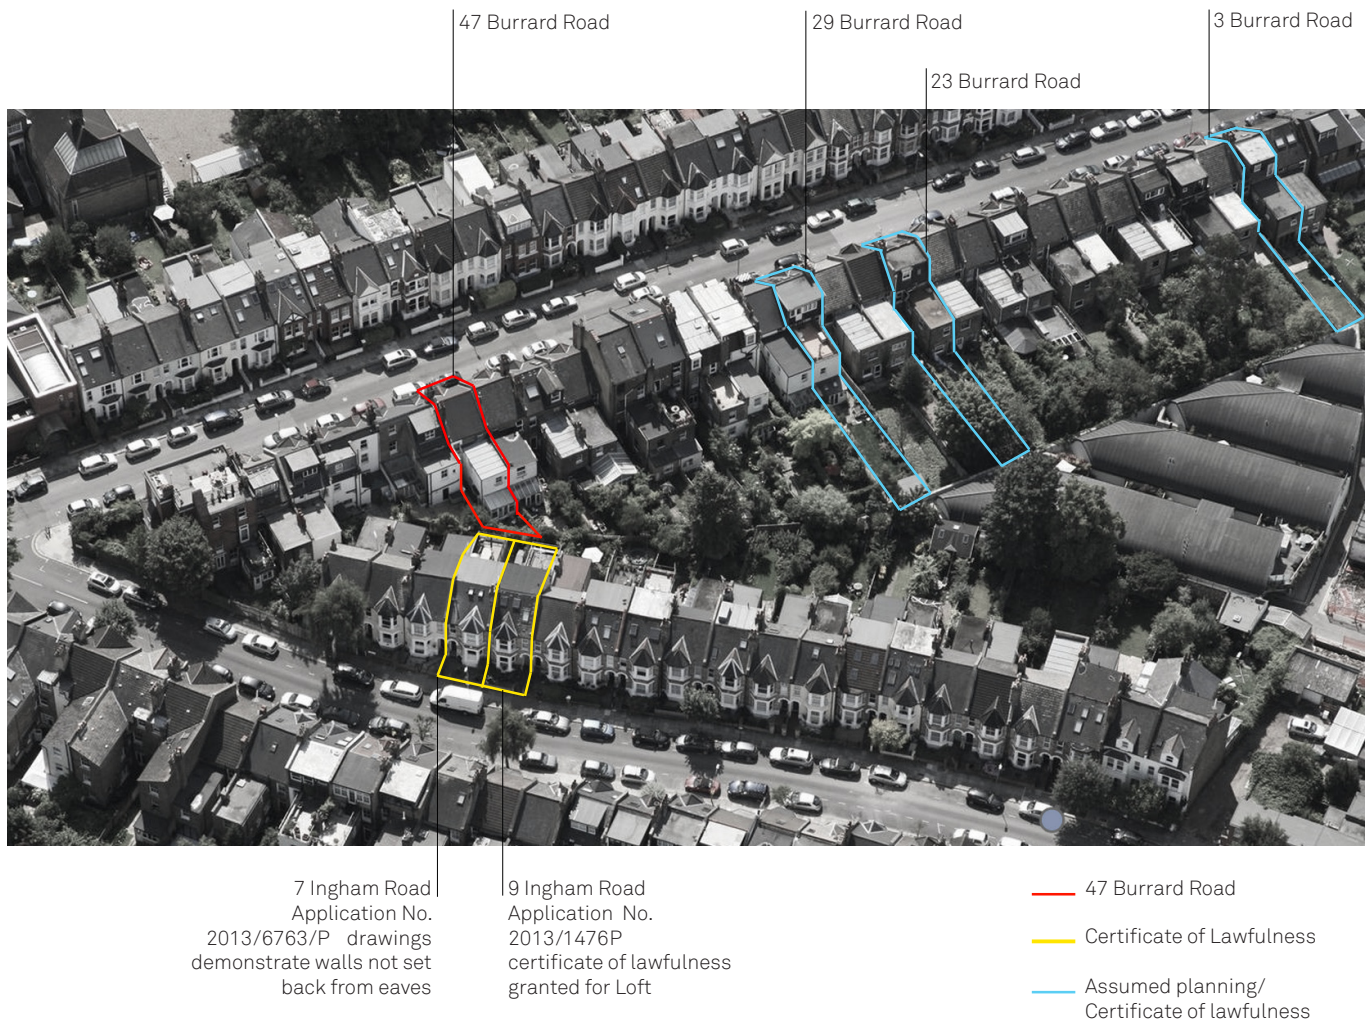 47 Burrard Road
29 Burrard Road
3 Burrard Road
23 Burrard Road
7 Ingham Road
Application No.
2013/6763/P drawings
demonstrate walls not set
back from eaves
9 Ingham Road
Application No.
2013/1476P
certificate of lawfulness
granted for Loft
47 Burrard Road
Certificate of Lawfulness
Assumed planning/
Certificate of lawfulness